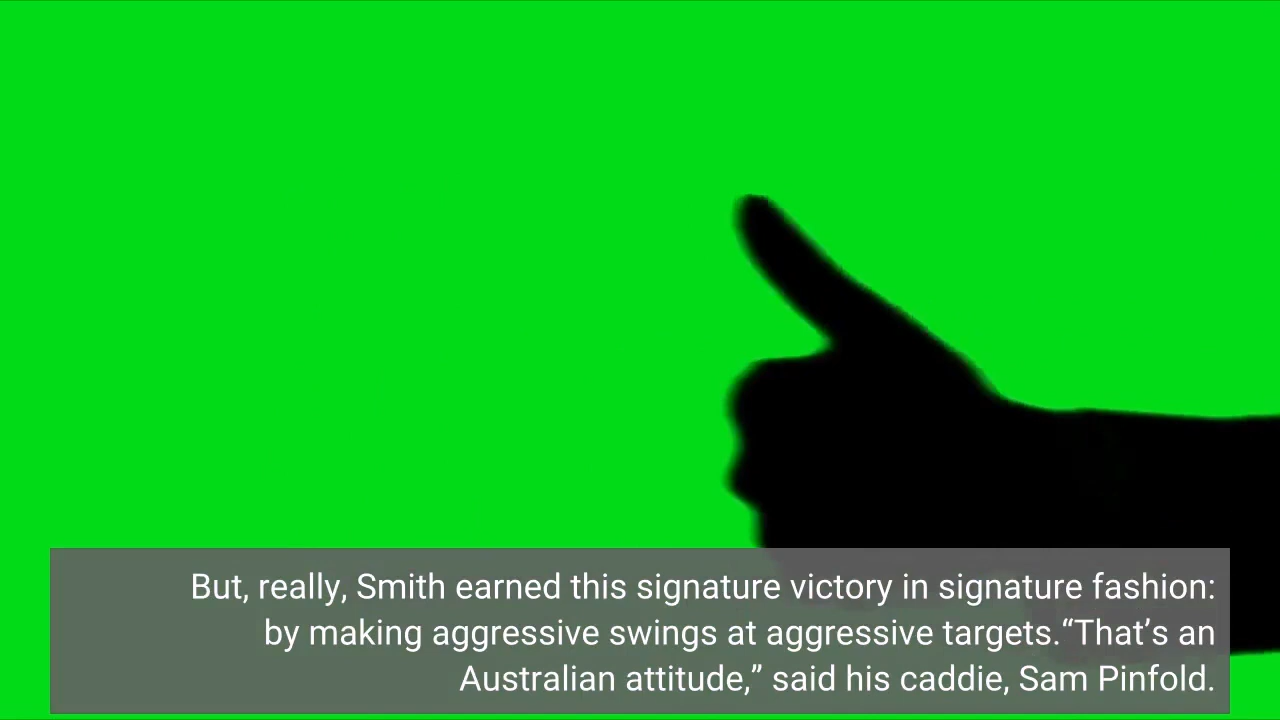 But, really, Smith earned this signature victory in signature fashion:
by making aggressive swings at aggressive targets.“That’s an
Australian attitude,” said his caddie, Sam Pinfold.